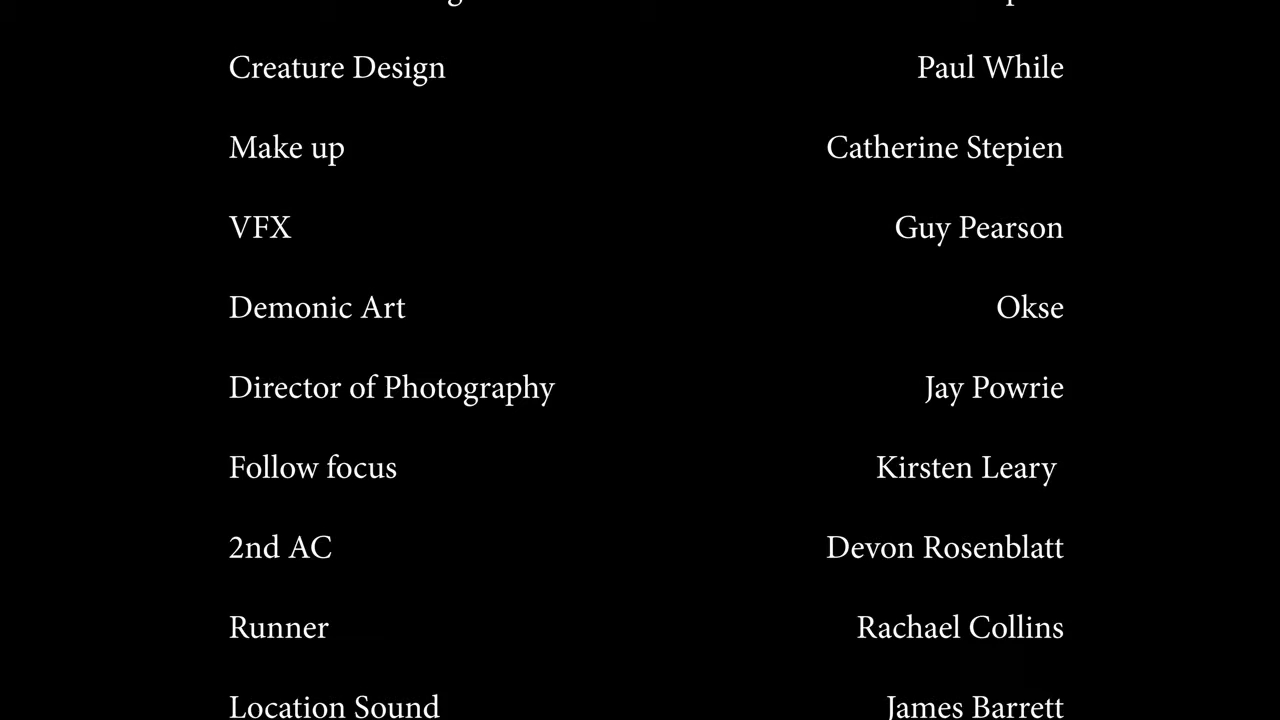 Creature Design Paul While
Make up Catherine Stepien
VFX Guy Pearson
Demonic Art Okse
Director of Photography Jay Powrie
Follow focus Kirsten Leary
2nd AC Devon Rosenblatt
Runner Rachael Collins
Location Sound James Barrett